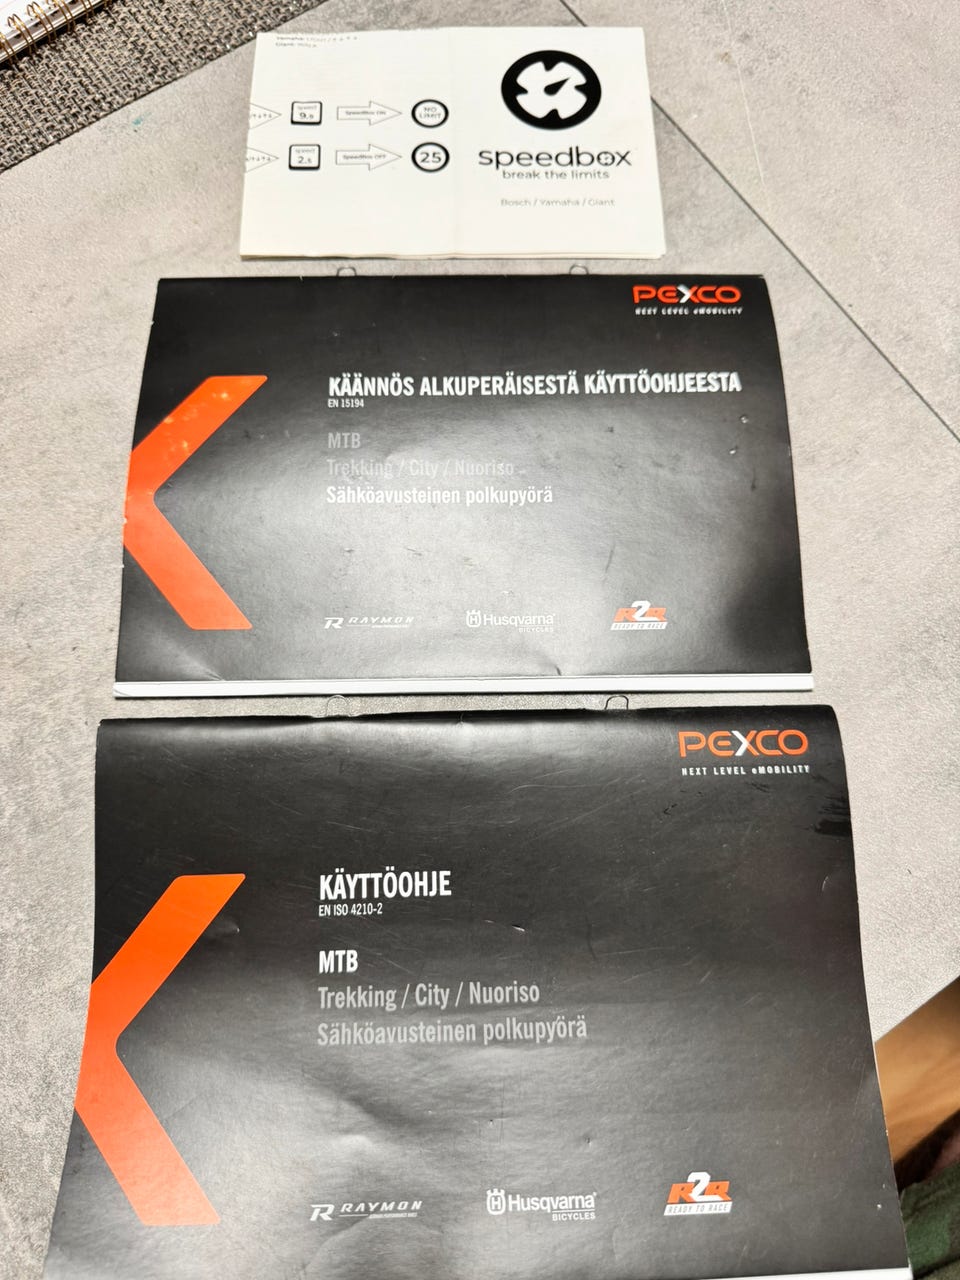 speed
9.9
SpeedBox ON
NO
LIMIT
speed
2.5
SpeedBox OFF
25
speedbox
break the limits
Bosch / Yamaha / Giant
PEXCO
NEXT LEVEL eMOBILITY
KÄÄNNÖS ALKUPERÄISESTÄ KÄYTTÖOHJEESTA
EN 15194
MTB
Trekking / City / Nuoriso
Sähköavusteinen polkupyörä
R RAYMON
Husqvarna
BICYCLES
R2R
READY TO RACE
PEXCO
NEXT LEVEL eMOBILITY
KÄYTTÖOHJE
EN ISO 4210-2
MTB
Trekking / City / Nuoriso
Sähköavusteinen polkupyörä
R RAYMON
Husqvarna
BICYCLES
R2R
READY TO RACE